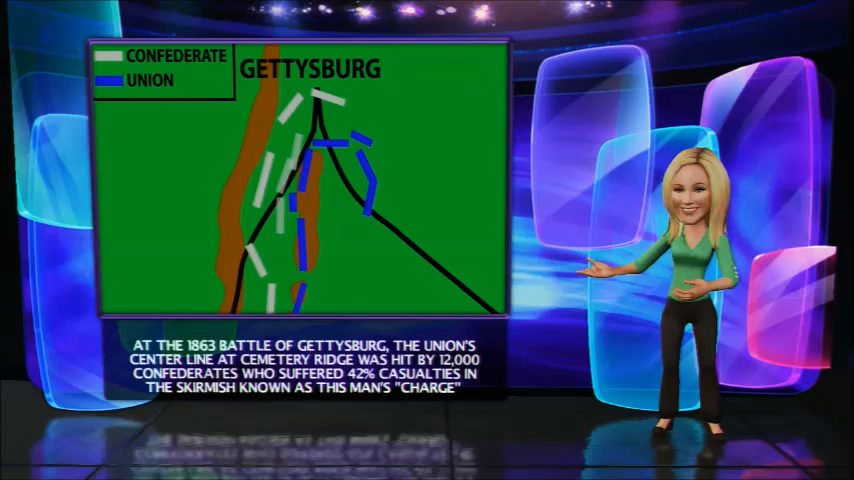 CONFEDERATE
UNION
GETTYSBURG
AT THE 1863 BATTLE OF GETTYSBURG, THE UNION'S
CENTER LINE AT CEMETERY RIDGE WAS HIT BY 12,000
CONFEDERATES WHO SUFFERED 42% CASUALTIES IN
THE SKIRMISH KNOWN AS THIS MAN'S "CHARGE"